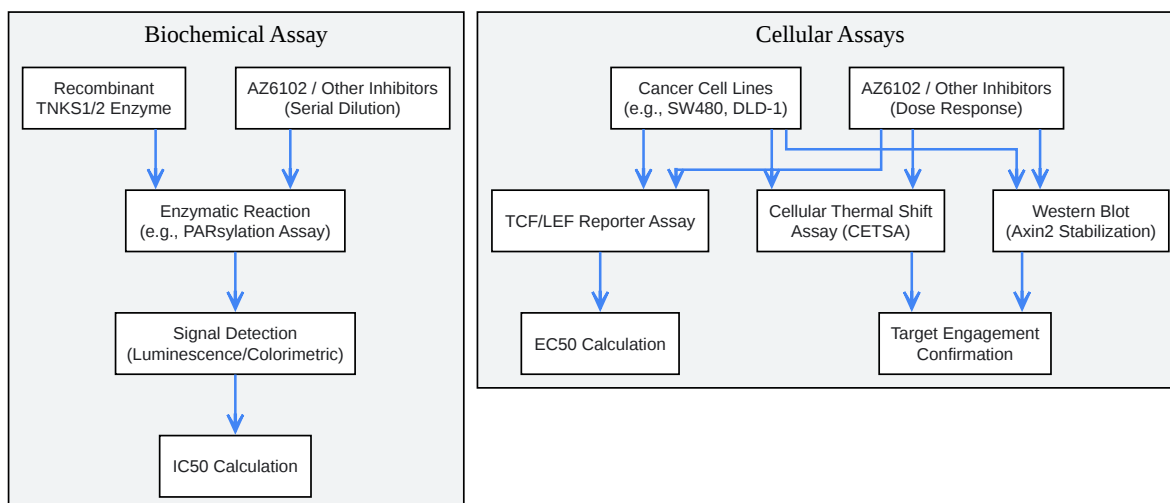 Biochemical Assay
Recombinant
TNKS1/2 Enzyme
AZ6102 / Other Inhibitors
(Serial Dilution)
Enzymatic Reaction
(e.g., PARsylation Assay)
Signal Detection
(Luminescence/Colorimetric)
IC50 Calculation
Cellular Assays
Cancer Cell Lines
(e.g., SW480, DLD-1)
AZ6102 / Other Inhibitors
(Dose Response)
TCF/LEF Reporter Assay
Cellular Thermal Shift
Assay (CETSA)
Western Blot
(Axin2 Stabilization)
EC50 Calculation
Target Engagement
Confirmation